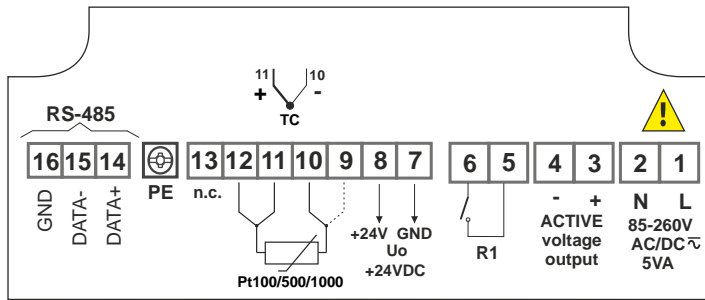 11 10
+ -
TC
RS-485
16 15 14 13 12 11 10 9 8 7 6 5 4 3 2 1
GND
DATA-
DATA+
PE
n.c.
Pt100/500/1000
+24V GND
Uo
+24VDC
R1
- +
ACTIVE
voltage
output
N L
85-260V
AC/DC
5VA